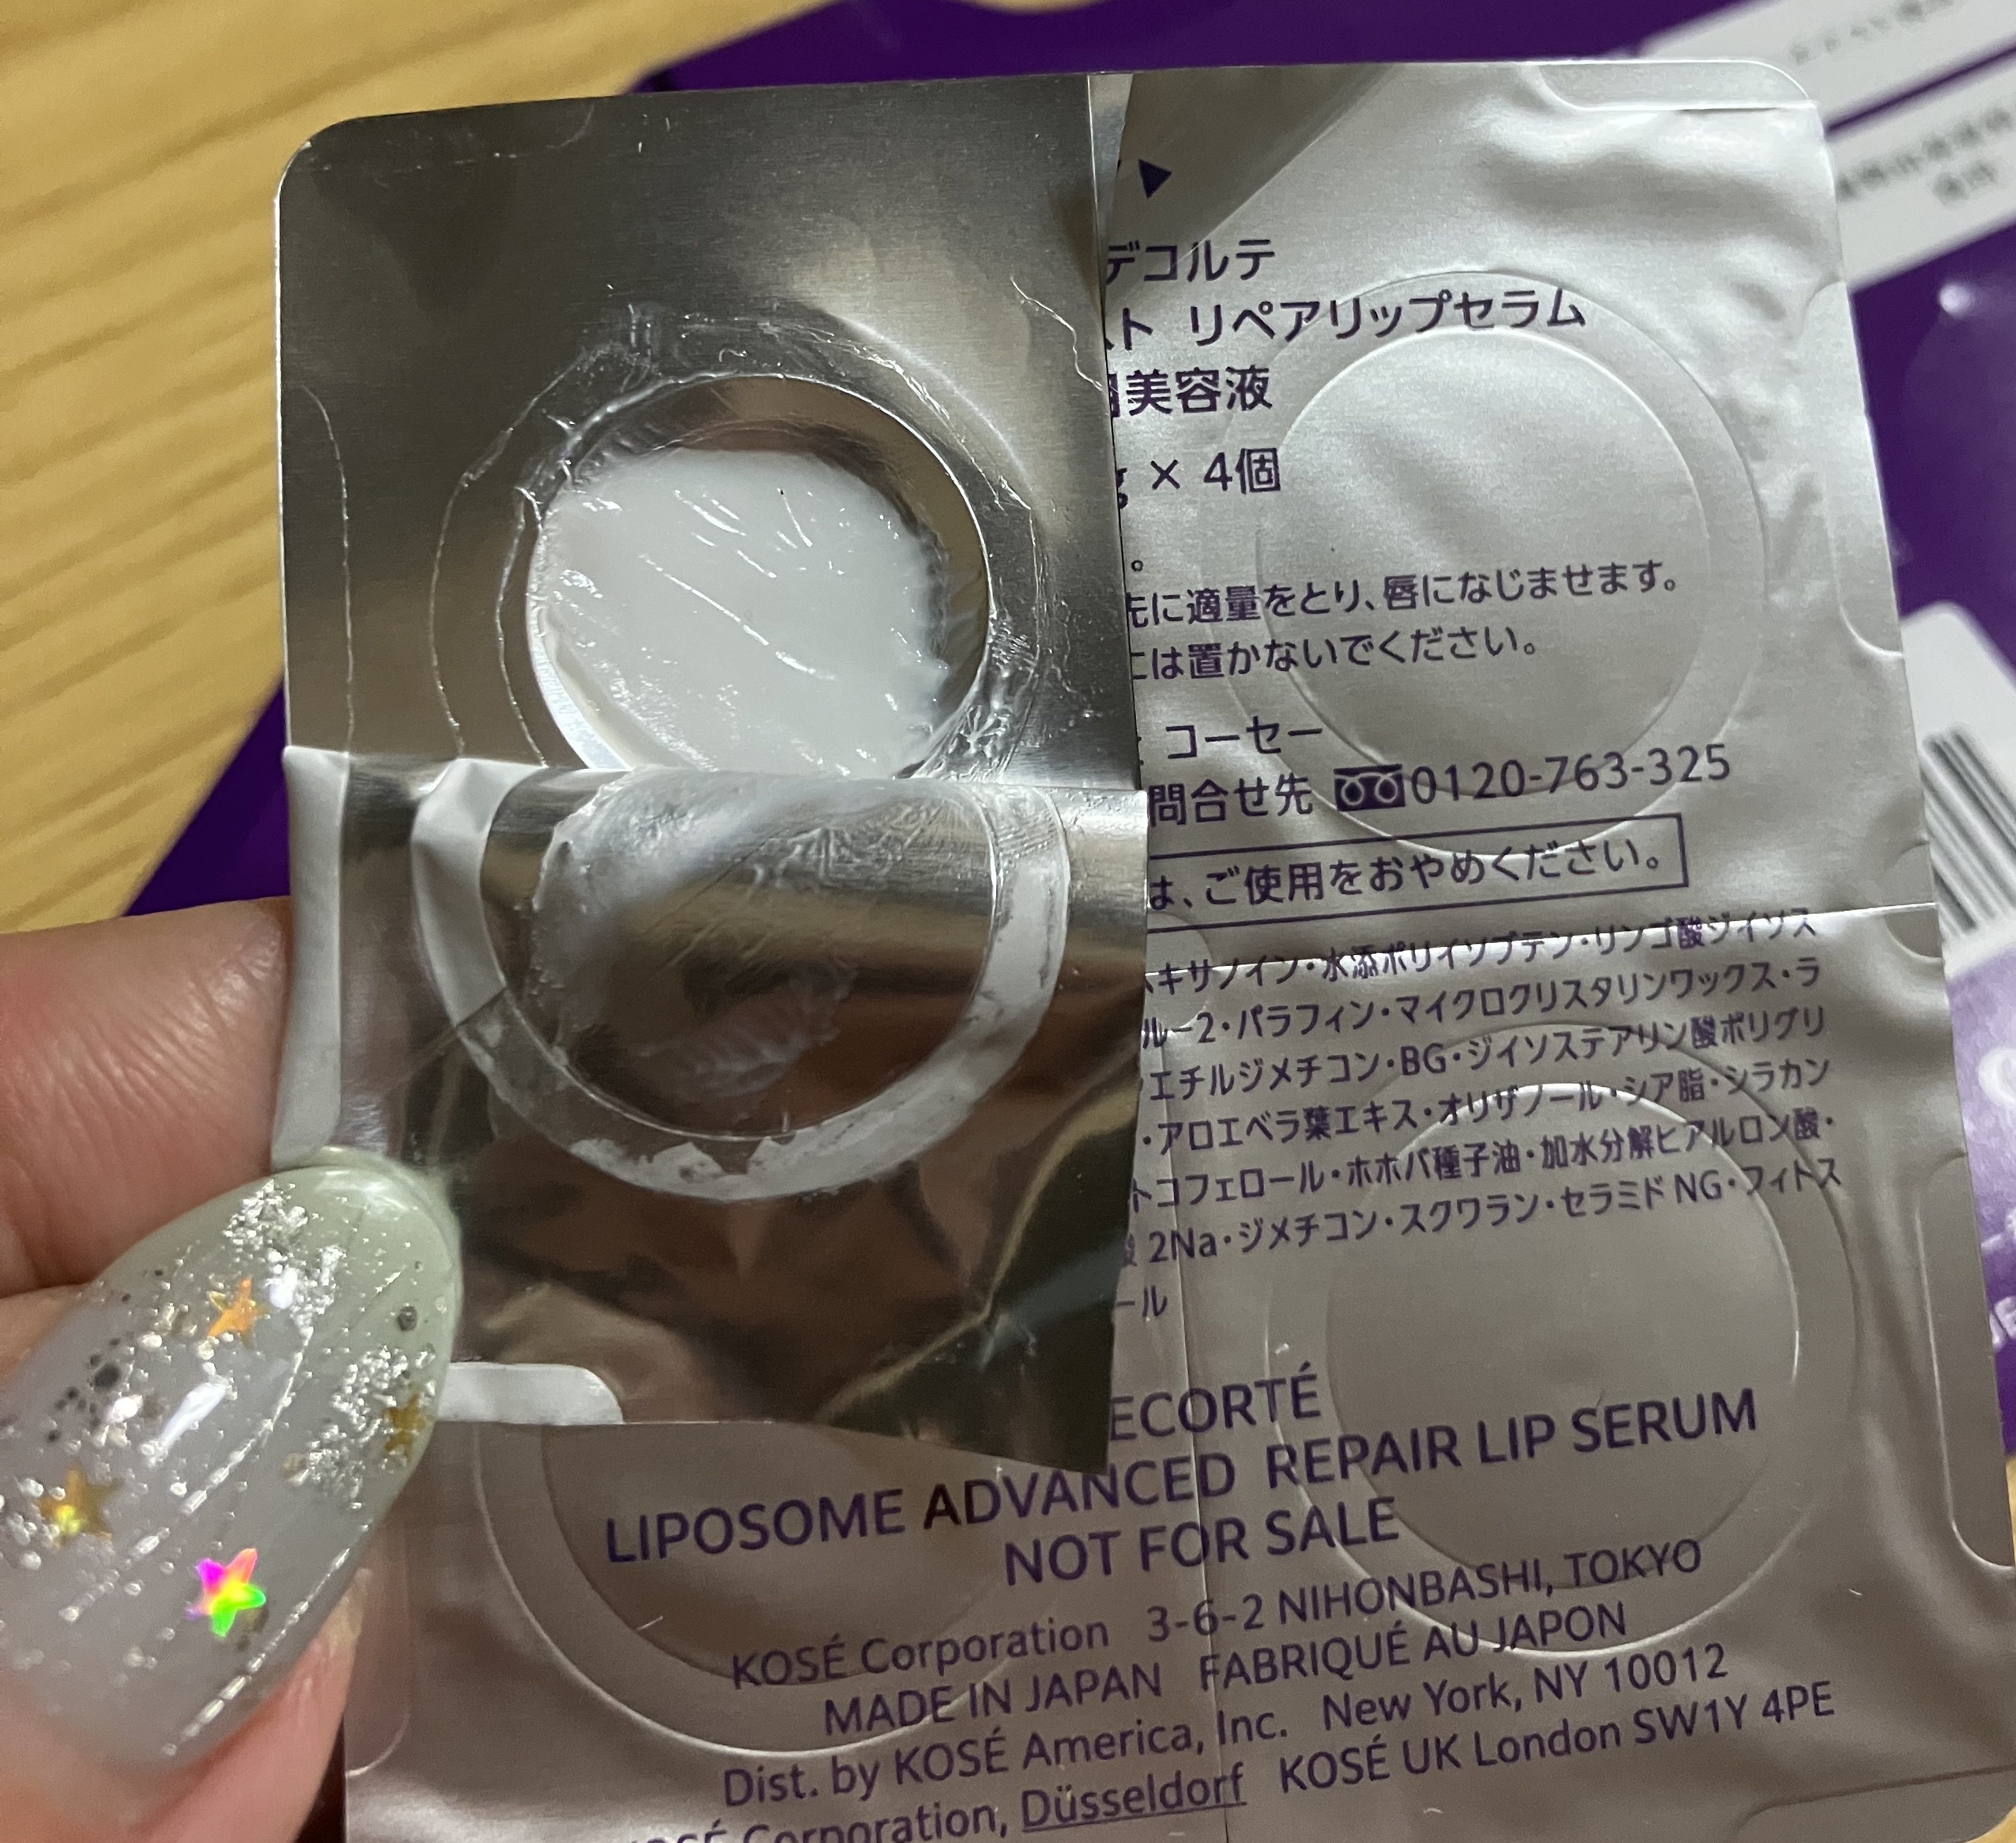 デコルテ
ト リペアリップセラム
美容液
g × 4個
。
先に適量をとり、唇になじませます。
には置かないでください。
コーセー
問合せ先 0120-763-325
は、ご使用をおやめください。
キサノイン・水添ポリイソブテン・リンゴ酸ジイソス
ルー2・パラフィン・マイクロクリスタリンワックス・ラ
エチルジメチコン・BG・ジイソステアリン酸ポリグリ
・アロエベラ葉エキス・オリザノール・シア脂・シラカン
トコフェロール・ホホバ種子油・加水分解ヒアルロン酸・
酸 2Na・ジメチコン・スクワラン・セラミド NG・フィトス
ール
ECORTÉ
LIPOSOME ADVANCED REPAIR LIP SERUM
NOT FOR SALE
KOSÉ Corporation 3-6-2 NIHONBASHI, TOKYO
MADE IN JAPAN FABRIQUÉ AU JAPON
Dist. by KOSÉ America, Inc. New York, NY 10012
KOSÉ Corporation, Düsseldorf KOSÉ UK London SW1Y 4PE